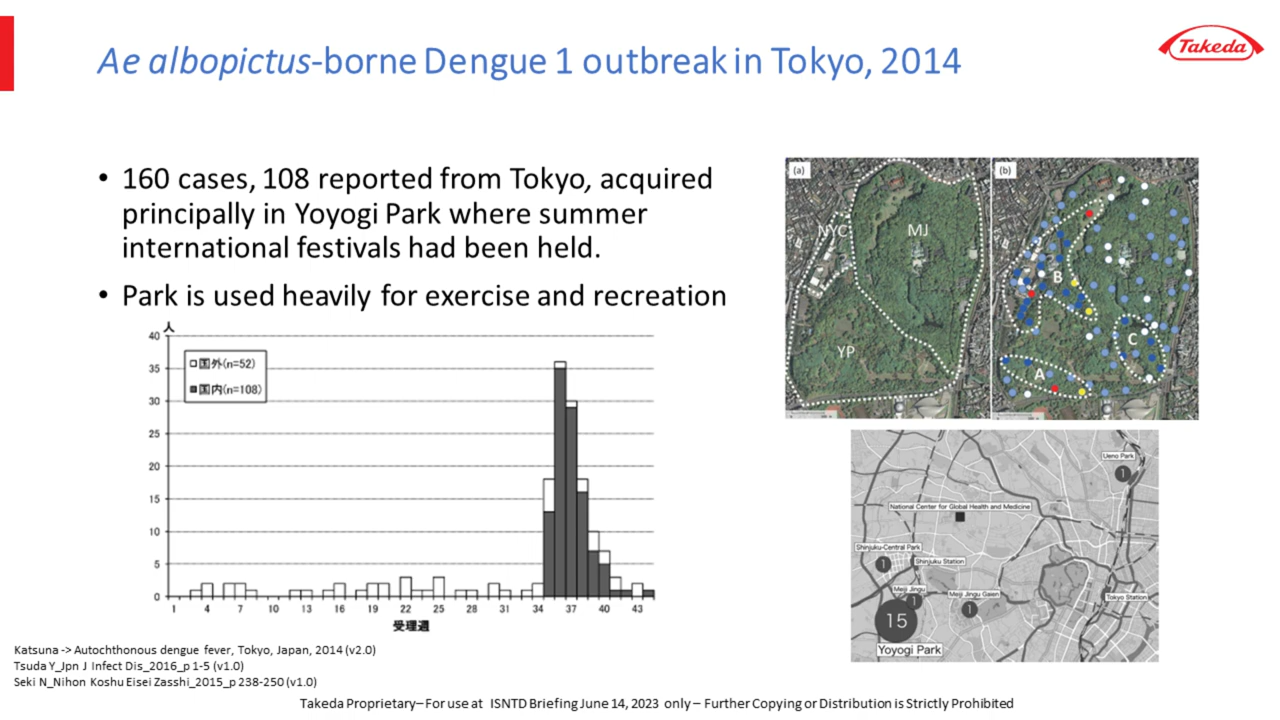 Ae albopictus-borne Dengue 1 outbreak in Tokyo, 2014
Takeda
• 160 cases, 108 reported from Tokyo, acquired
principally in Yoyogi Park where summer
international festivals had been held.
• Park is used heavily for exercise and recreation
人
40
35
30
25
20
15
10
5
0
国外(n=52)
国内(n=108)
1 4 7 10 13 16 19 22 25 28 31 34 37 40 43
受理週
(a)
NYC
MJ
YP
(b)
B
C
A
Ueno Park
1
National Center for Global Health and Medicine
Shinjuku-Central Park
1
Shinjuku Station
Meiji Jingu
1
Meiji Jingu Gaien
1
Tokyo Station
15
Yoyogi Park
Katsuna -> Autochthonous dengue fever, Tokyo, Japan, 2014 (v2.0)
Tsuda Y_Jpn J Infect Dis_2016_p 1-5 (v1.0)
Seki N_Nihon Koshu Eisei Zasshi_2015_p 238-250 (v1.0)
Takeda Proprietary– For use at ISNTD Briefing June 14, 2023 only – Further Copying or Distribution is Strictly Prohibited